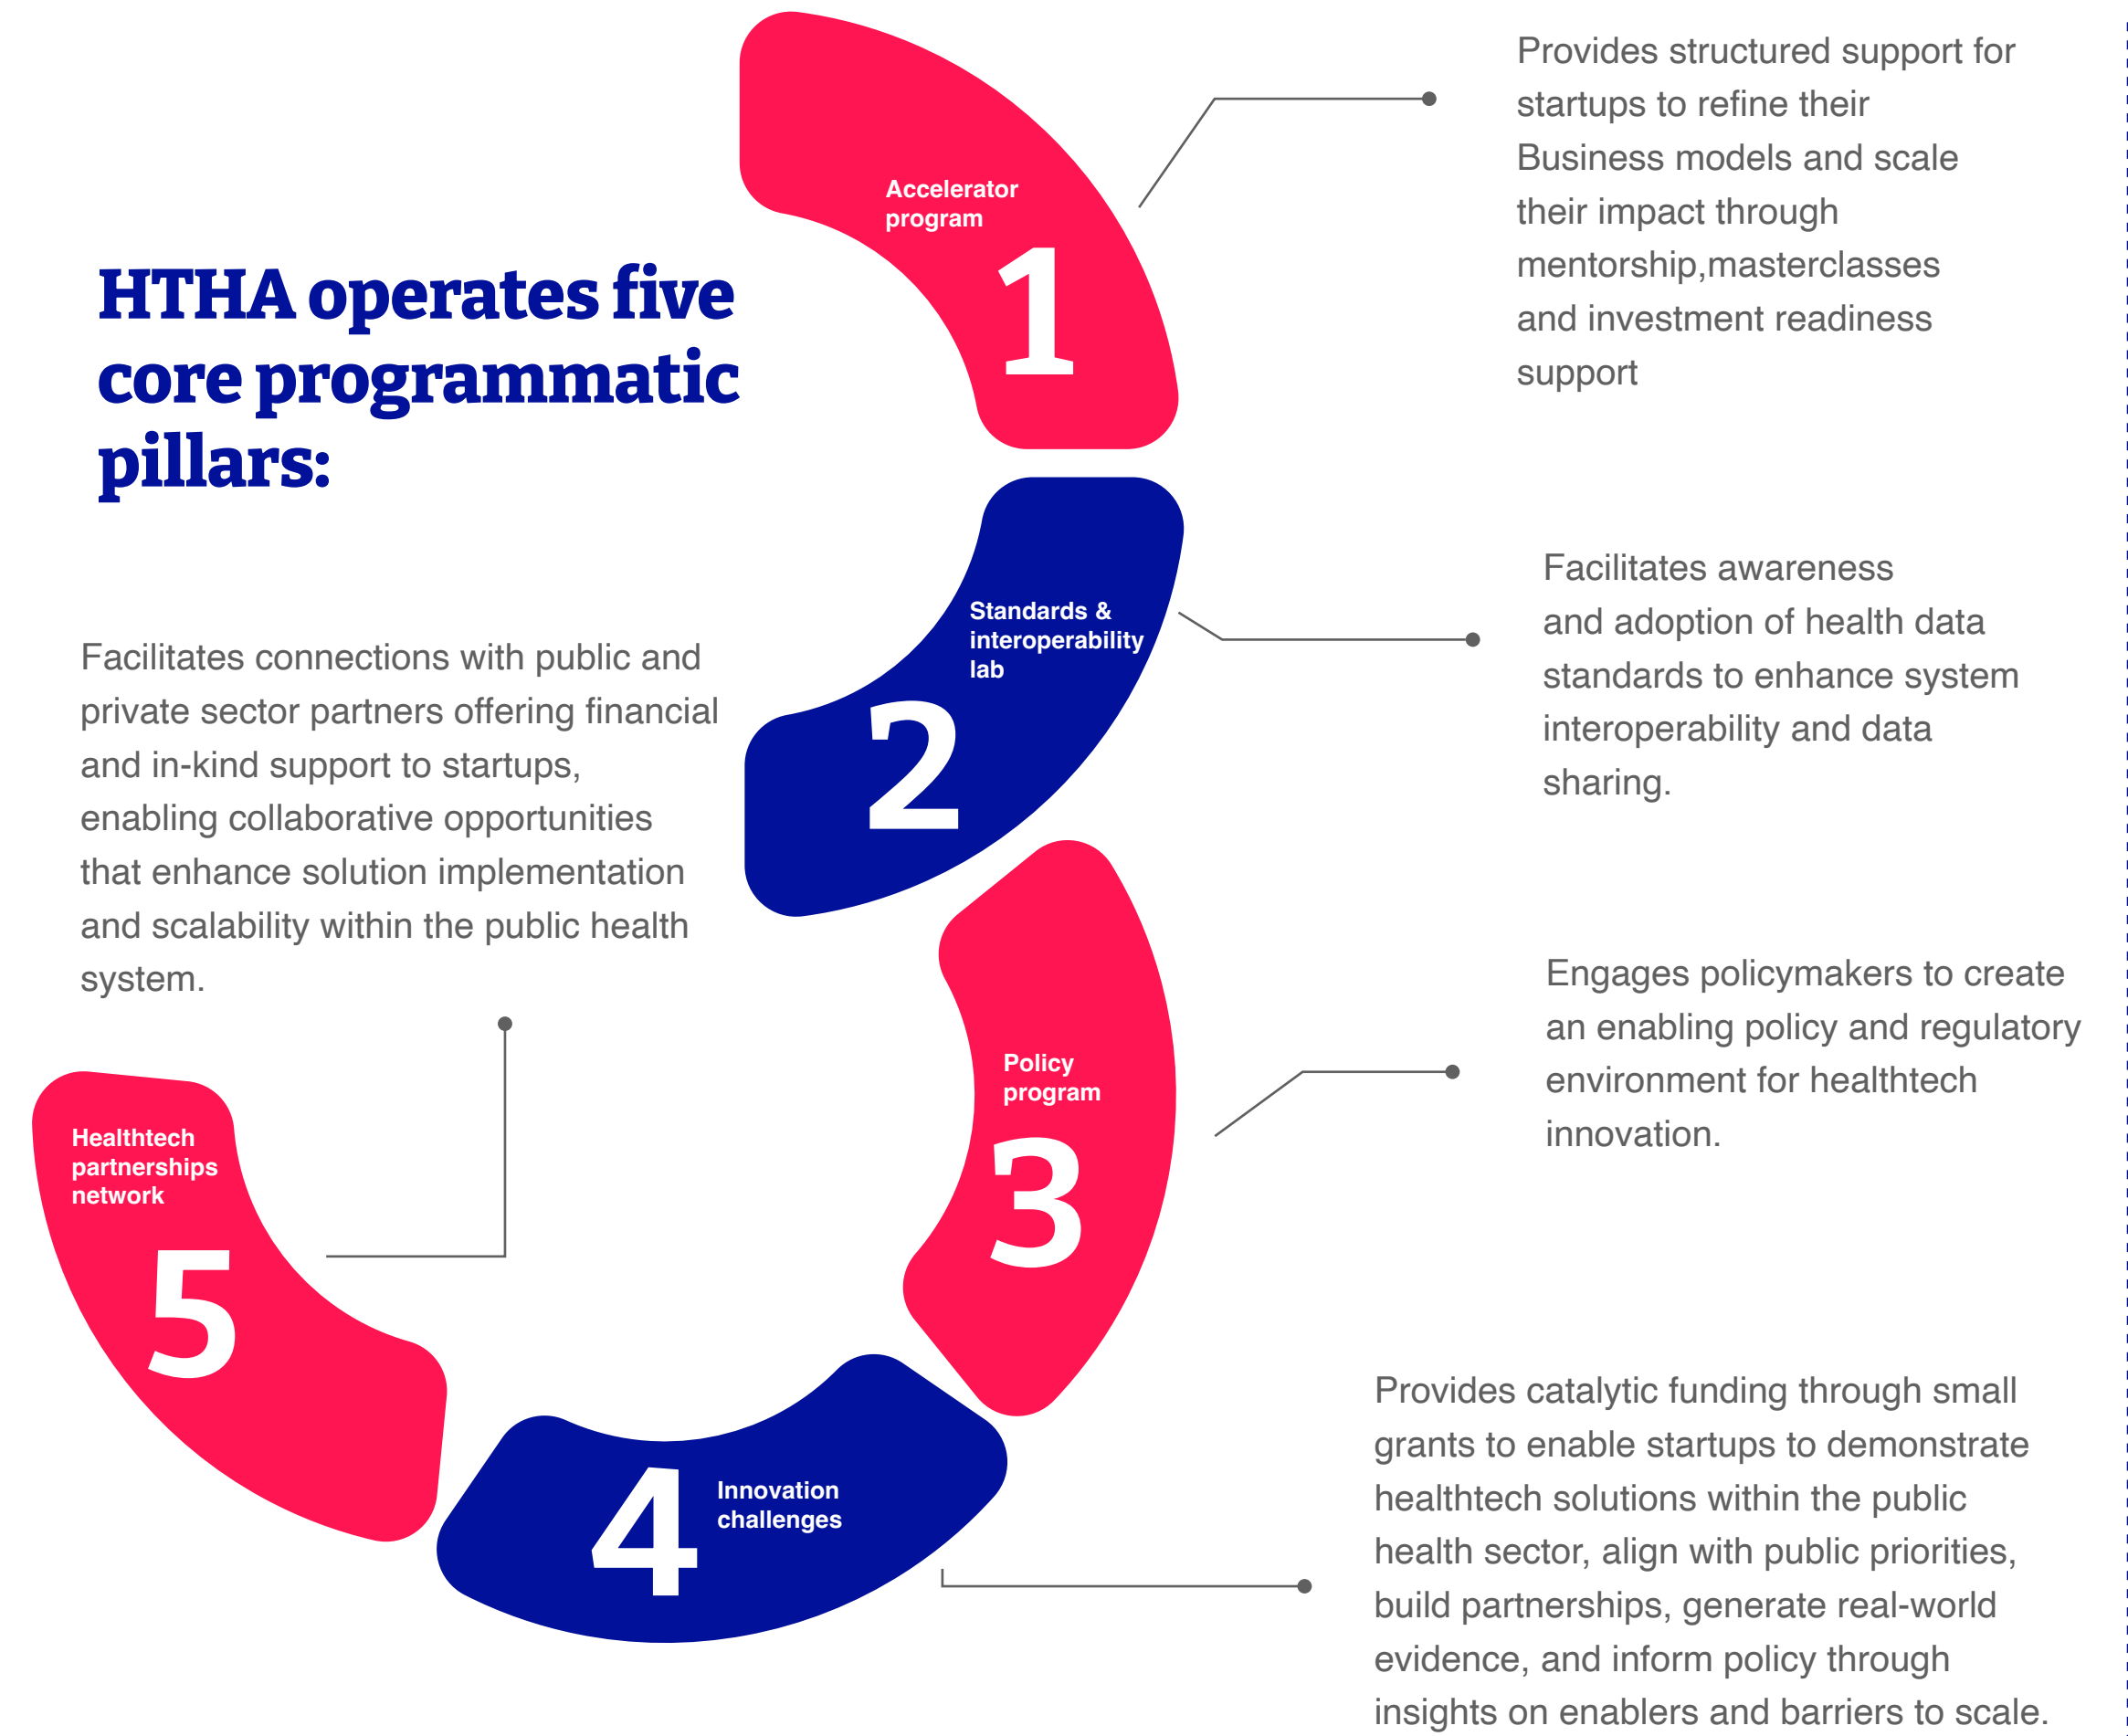 HTHA operates five
core programmatic
pillars:
Accelerator
program
1
Provides structured support for
startups to refine their
Business models and scale
their impact through
mentorship,masterclasses
and investment readiness
support
Standards &
interoperability
lab
2
Facilitates awareness
and adoption of health data
standards to enhance system
interoperability and data
sharing.
Policy
program
3
Engages policymakers to create
an enabling policy and regulatory
environment for healthtech
innovation.
4
Innovation
challenges
Provides catalytic funding through small
grants to enable startups to demonstrate
healthtech solutions within the public
health sector, align with public priorities,
build partnerships, generate real-world
evidence, and inform policy through
insights on enablers and barriers to scale.
Healthtech
partnerships
network
5
Facilitates connections with public and
private sector partners offering financial
and in-kind support to startups,
enabling collaborative opportunities
that enhance solution implementation
and scalability within the public health
system.